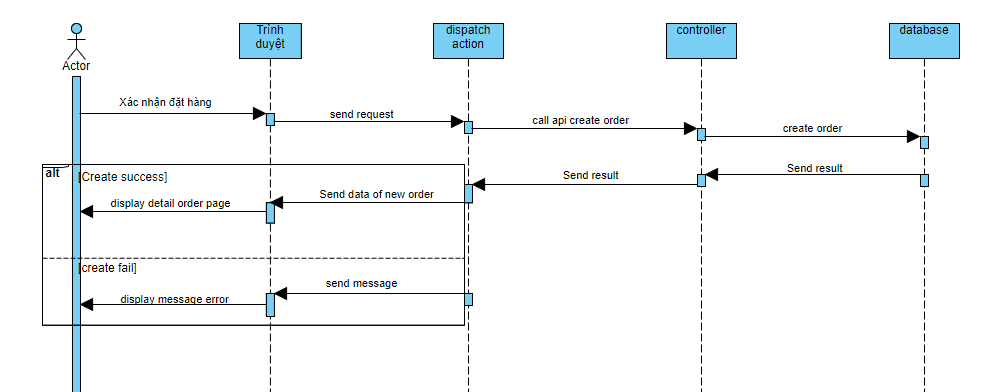 Trình
duyệt
dispatch
action
controller
database
Actor
Xác nhận đặt hàng
send request
call api create order
create order
alt
[Create success]
Send result
Send result
Send data of new order
display detail order page
[create fail]
send message
display message error